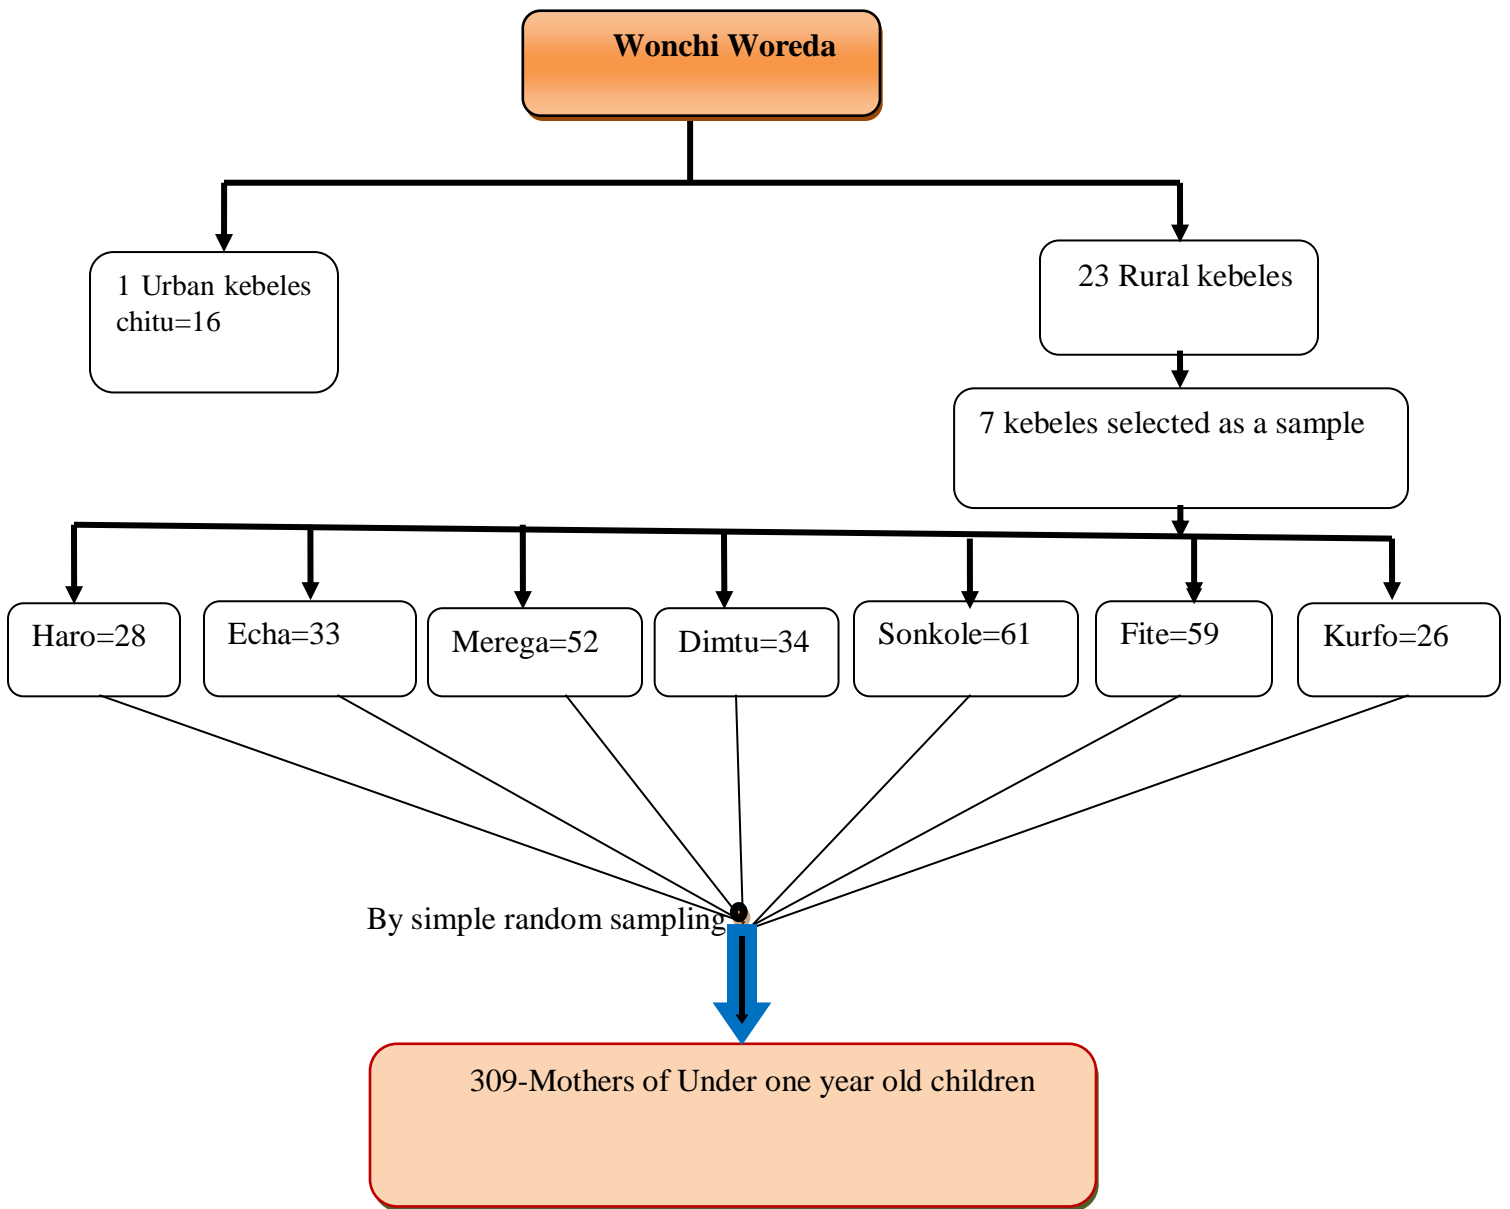 Wonchi Woreda
1 Urban kebeles
chitu=16
23 Rural kebeles
7 kebeles selected as a sample
Haro=28
Echa=33
Merega=52
Dimtu=34
Sonkole=61
Fite=59
Kurfo=26
By simple random sampling
309-Mothers of Under one year old children